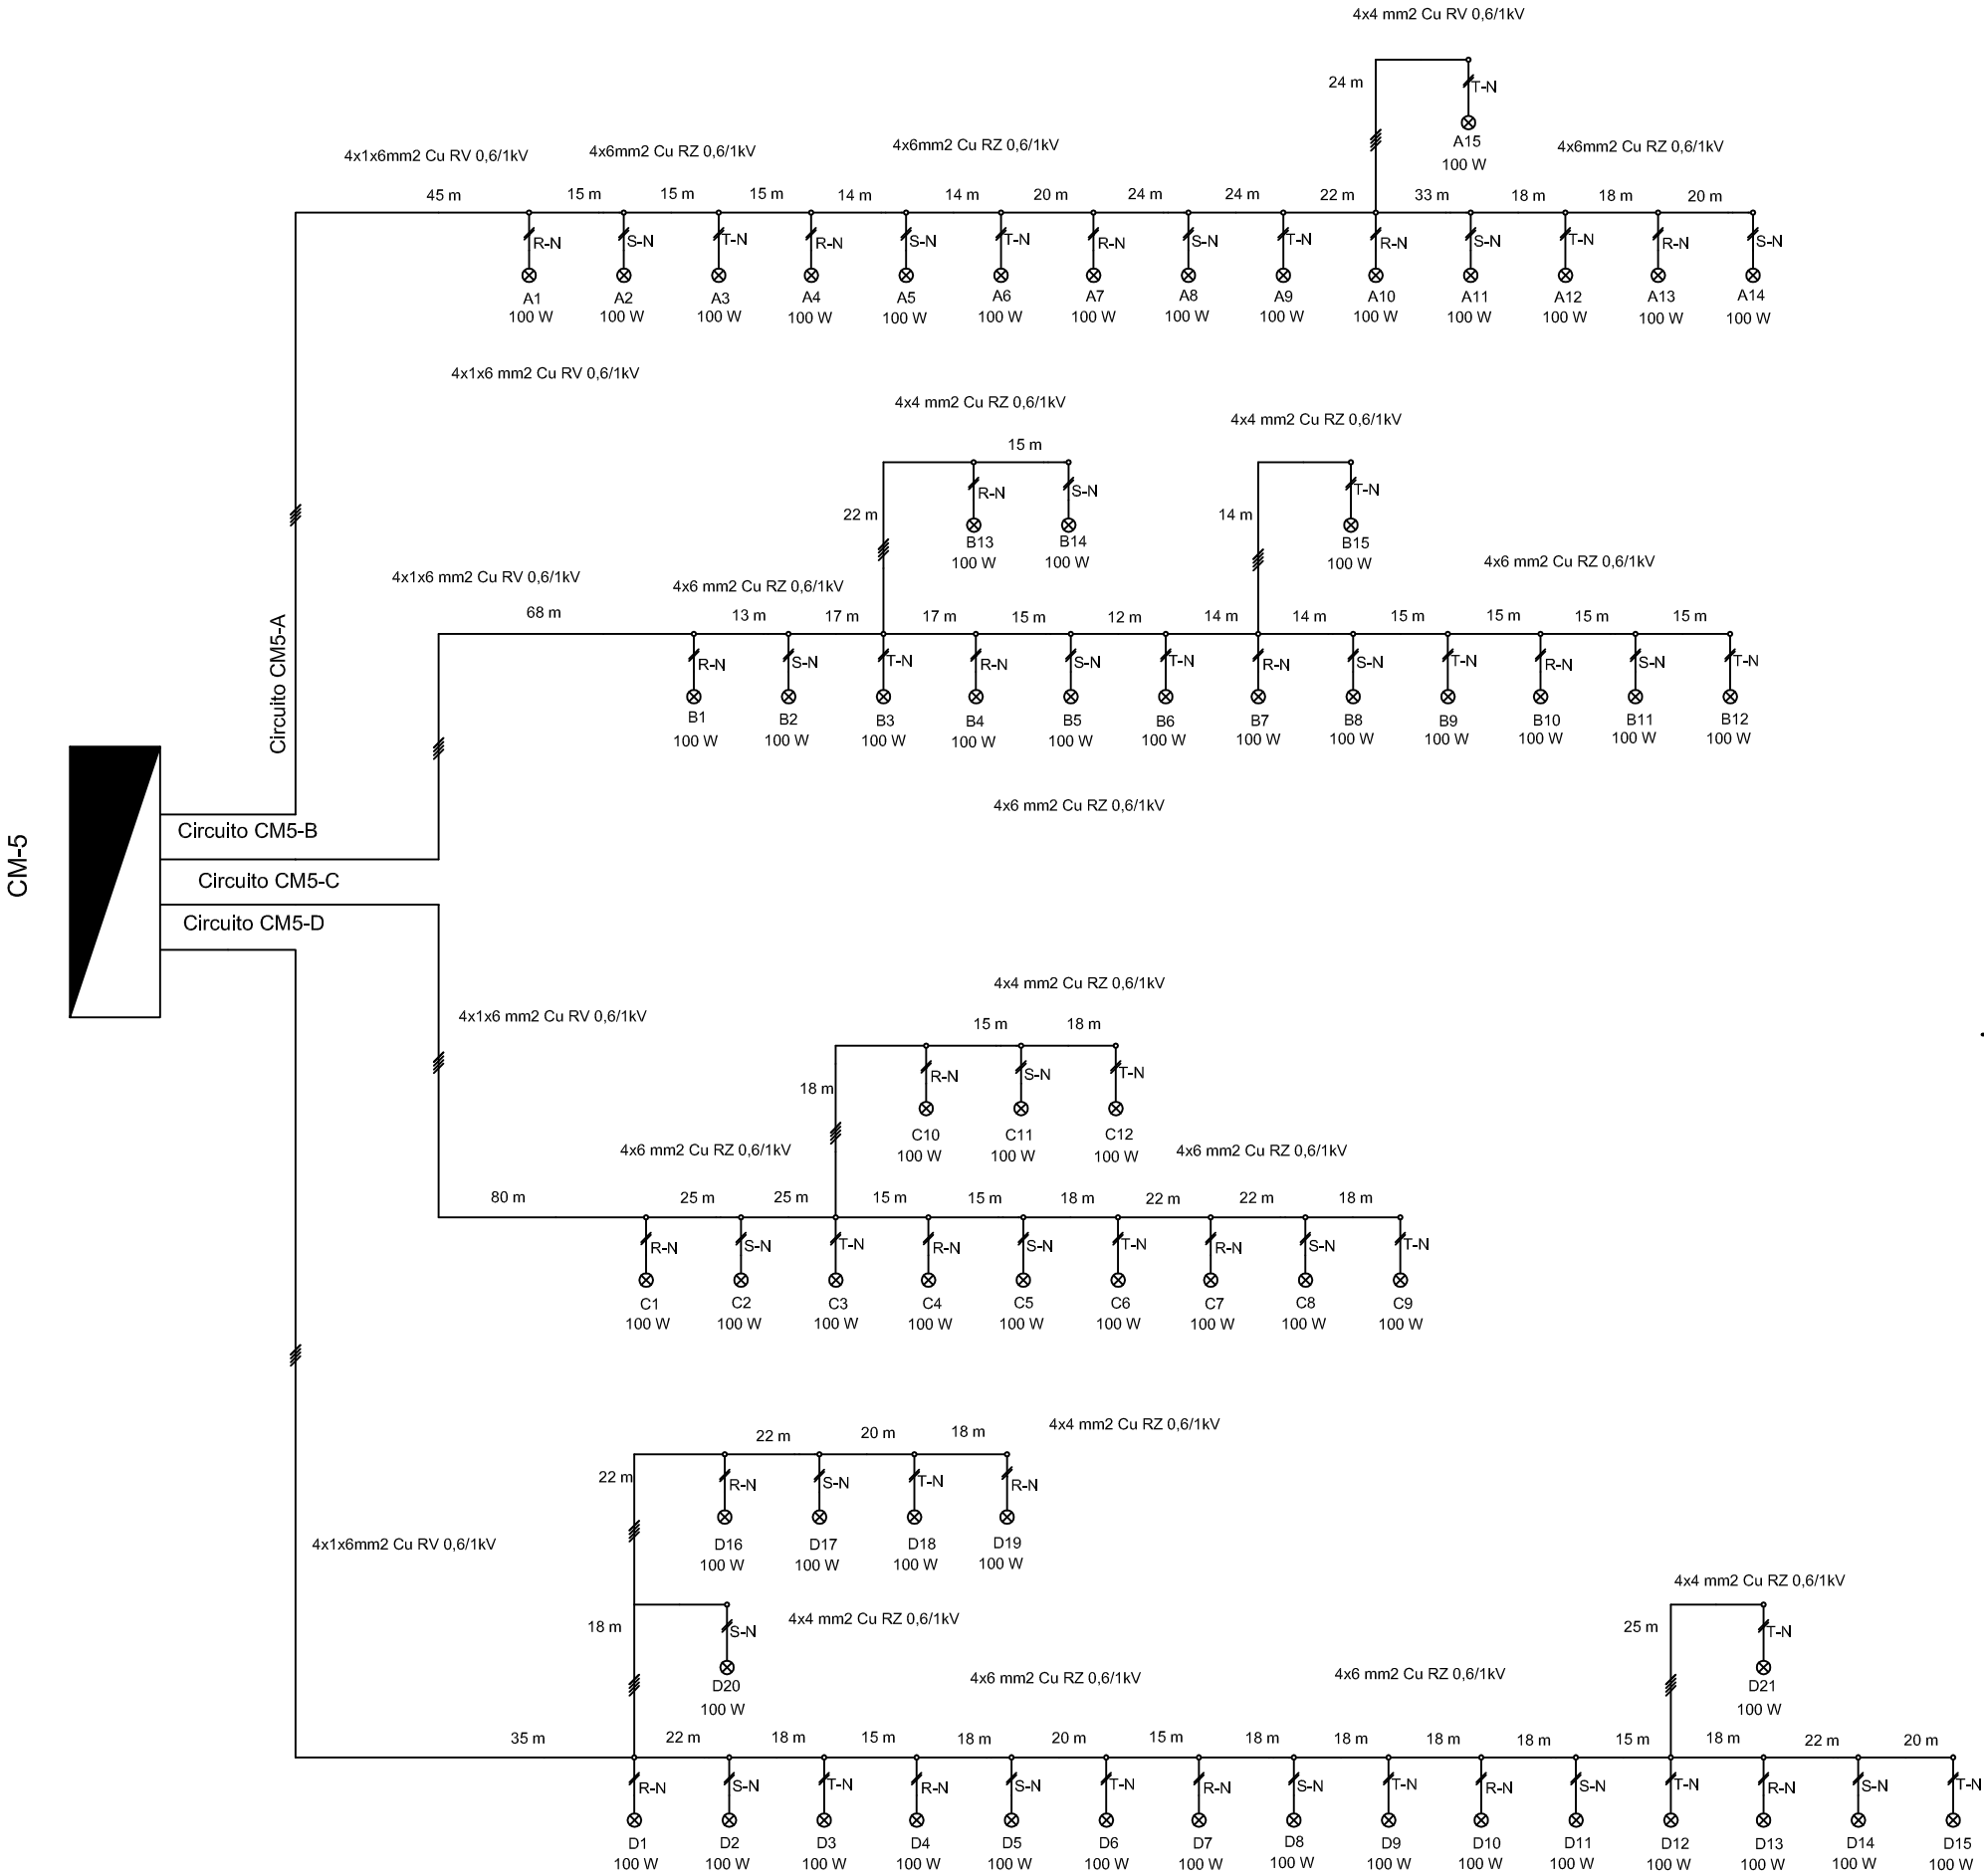 4x4 mm2 Cu RV 0,6/1kV
24 m
T-N
A15
100 W
4x1x6mm2 Cu RV 0,6/1kV
4x6mm2 Cu RZ 0,6/1kV
4x6mm2 Cu RZ 0,6/1kV
4x6mm2 Cu RZ 0,6/1kV
45 m 15 m 15 m 15 m 14 m 14 m 20 m 24 m 24 m 22 m 33 m 18 m 18 m 20 m
R-N S-N T-N R-N S-N T-N R-N S-N T-N R-N S-N T-N R-N S-N
A1 A2 A3 A4 A5 A6 A7 A8 A9 A10 A11 A12 A13 A14
100 W 100 W 100 W 100 W 100 W 100 W 100 W 100 W 100 W 100 W 100 W 100 W 100 W 100 W
4x1x6 mm2 Cu RV 0,6/1kV
Circuito CM5-A
4x4 mm2 Cu RZ 0,6/1kV
15 m
22 m
R-N S-N
B13 B14
100 W 100 W
4x4 mm2 Cu RZ 0,6/1kV
14 m
T-N
B15
100 W
4x1x6 mm2 Cu RV 0,6/1kV
4x6 mm2 Cu RZ 0,6/1kV
4x6 mm2 Cu RZ 0,6/1kV
68 m 13 m 17 m 17 m 15 m 12 m 14 m 14 m 15 m 15 m 15 m 15 m
R-N S-N T-N R-N S-N T-N R-N S-N T-N R-N S-N T-N
B1 B2 B3 B4 B5 B6 B7 B8 B9 B10 B11 B12
100 W 100 W 100 W 100 W 100 W 100 W 100 W 100 W 100 W 100 W 100 W 100 W
4x6 mm2 Cu RZ 0,6/1kV
CM-5
Circuito CM5-B
Circuito CM5-C
Circuito CM5-D
4x1x6 mm2 Cu RV 0,6/1kV
4x4 mm2 Cu RZ 0,6/1kV
15 m 18 m
18 m
R-N S-N T-N
C10 C11 C12
100 W 100 W 100 W
4x6 mm2 Cu RZ 0,6/1kV
4x6 mm2 Cu RZ 0,6/1kV
80 m 25 m 25 m 15 m 15 m 18 m 22 m 22 m 18 m
R-N S-N T-N R-N S-N T-N R-N S-N T-N
C1 C2 C3 C4 C5 C6 C7 C8 C9
100 W 100 W 100 W 100 W 100 W 100 W 100 W 100 W 100 W
4x4 mm2 Cu RZ 0,6/1kV
22 m 20 m 18 m
22 m
R-N S-N T-N R-N
D16 D17 D18 D19
100 W 100 W 100 W 100 W
4x1x6mm2 Cu RV 0,6/1kV
18 m
S-N
4x4 mm2 Cu RZ 0,6/1kV
D20
100 W
4x4 mm2 Cu RZ 0,6/1kV
25 m
T-N
D21
100 W
4x6 mm2 Cu RZ 0,6/1kV
4x6 mm2 Cu RZ 0,6/1kV
35 m 22 m 18 m 15 m 18 m 20 m 15 m 18 m 18 m 18 m 18 m 15 m 18 m 22 m 20 m
R-N S-N T-N R-N S-N T-N R-N S-N T-N R-N S-N T-N R-N S-N T-N
D1 D2 D3 D4 D5 D6 D7 D8 D9 D10 D11 D12 D13 D14 D15
100 W 100 W 100 W 100 W 100 W 100 W 100 W 100 W 100 W 100 W 100 W 100 W 100 W 100 W 100 W